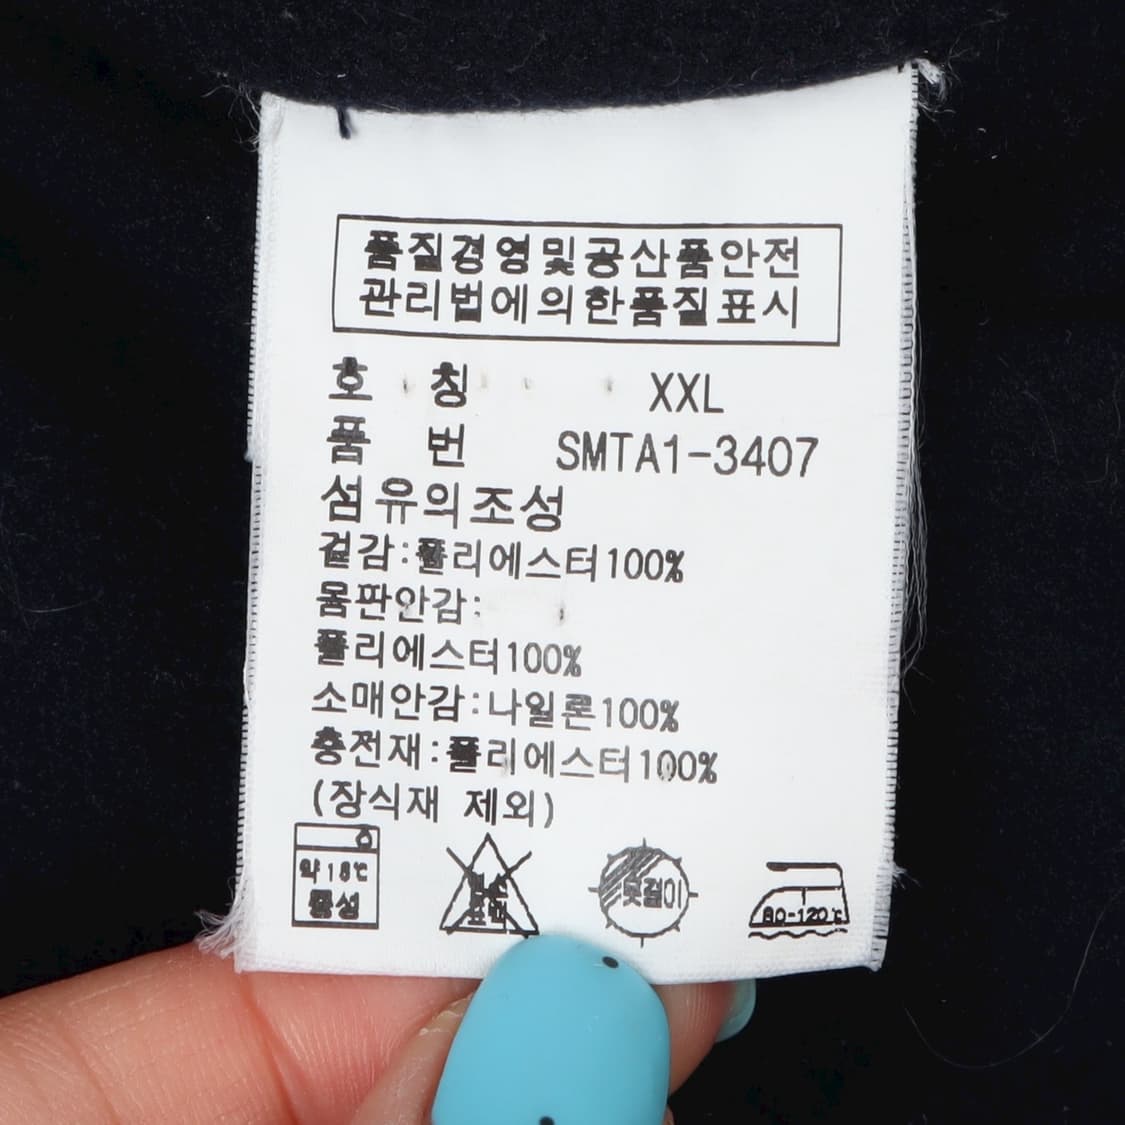 품질경영및공산품안전
관리법에의한품질표시
호 칭 XXL
품 번 SMTA1-3407
섬유의조성
겉감:폴리에스터100%
몸판안감:
폴리에스터100%
소매안감:나일론100%
충전재:폴리에스터100%
(장식재 제외)
약18℃
중성
옷걸이
80-120℃